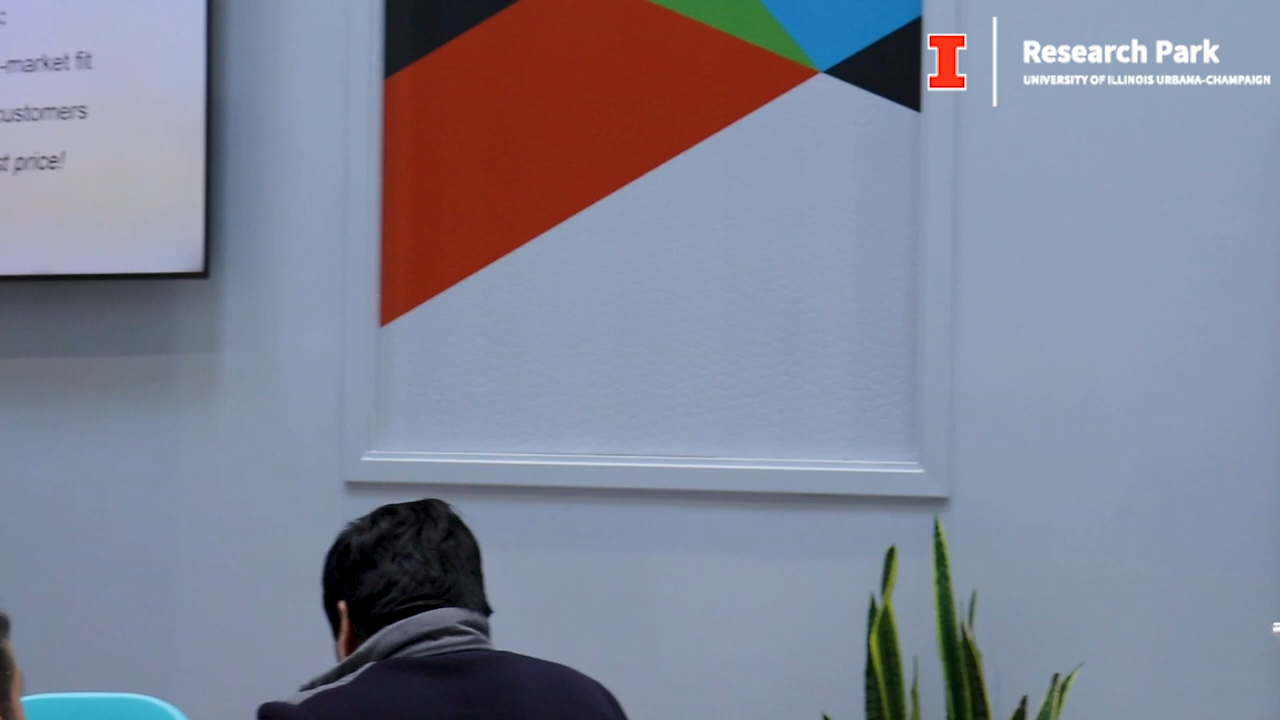 -market fit
customers
price!
I
Research Park
UNIVERSITY OF ILLINOIS URBANA-CHAMPAIGN